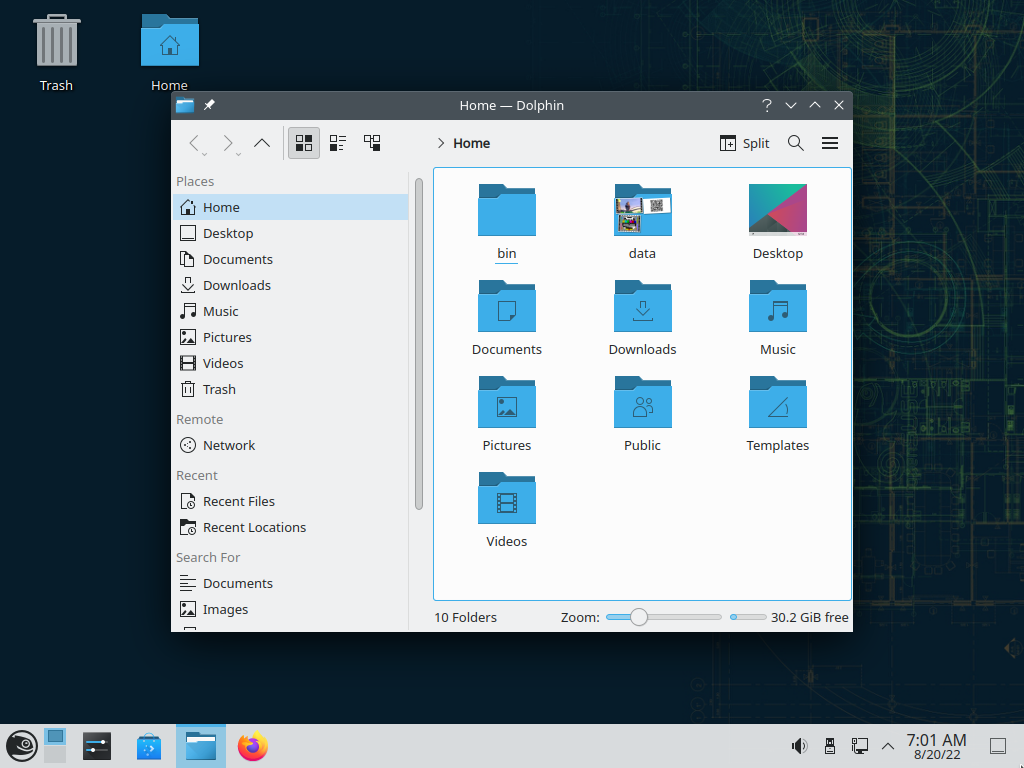 Trash
Home
Home — Dolphin
Home
Split
Places
Home
Desktop
Documents
Downloads
Music
Pictures
Videos
Trash
Remote
Network
Recent
Recent Files
Recent Locations
Search For
Documents
Images
bin
data
Desktop
Documents
Downloads
Music
Pictures
Public
Templates
Videos
10 Folders
Zoom:
30.2 GiB free
7:01 AM
8/20/22